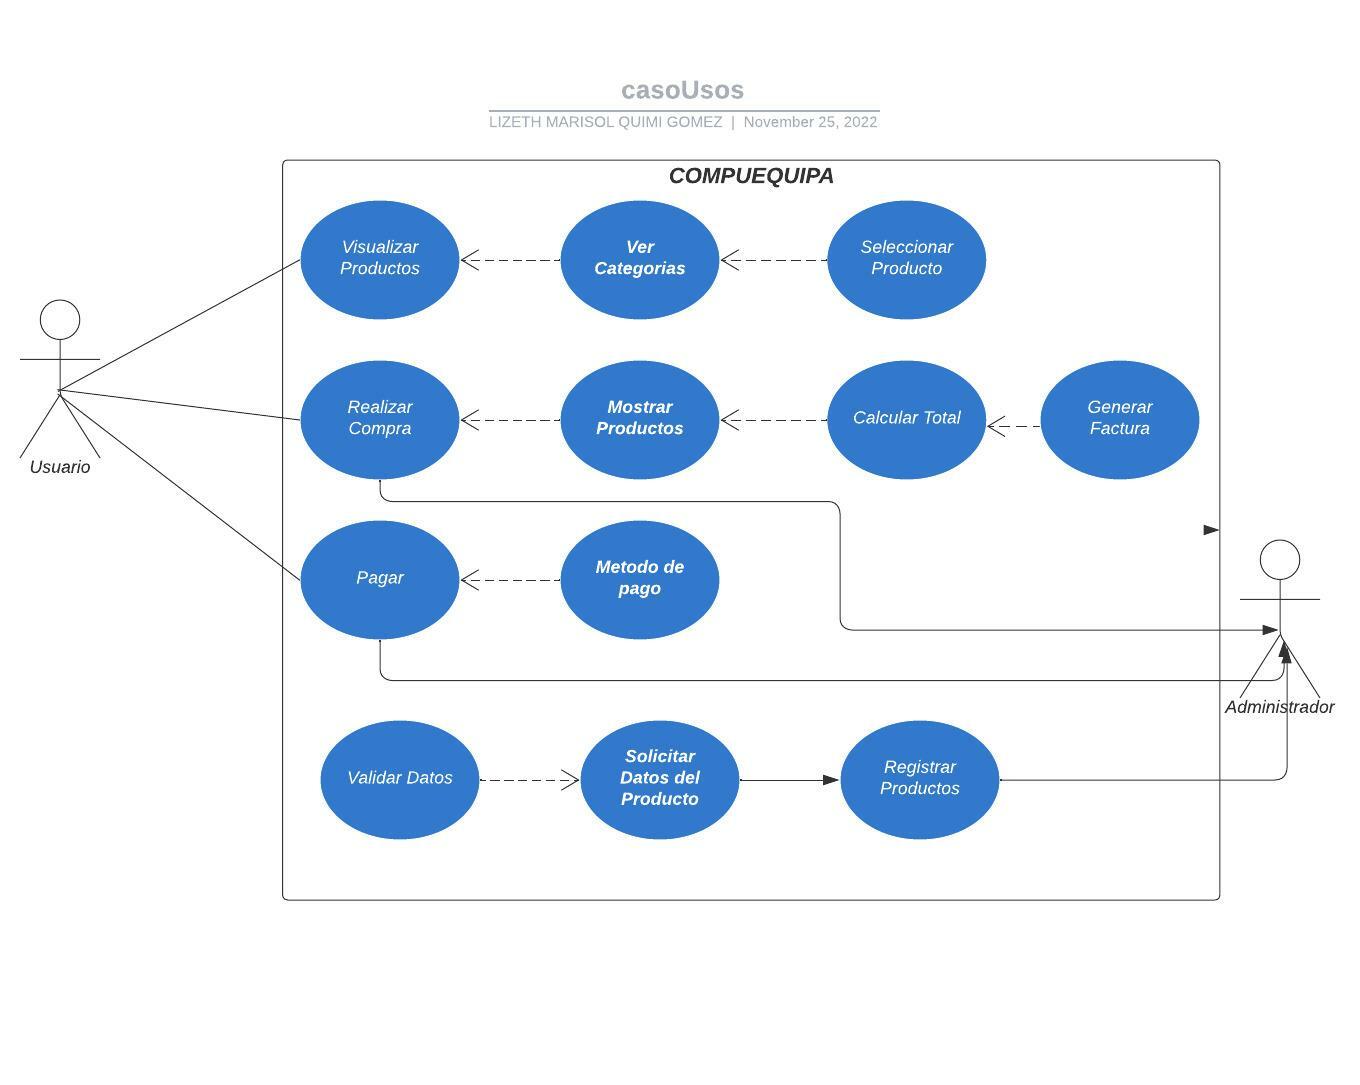 casoUsos
LIZETH MARISOL QUIMI GOMEZ | November 25, 2022
COMPUEQUIPA
Visualizar
Productos
Ver
Categorias
Seleccionar
Producto
Realizar
Compra
Mostrar
Productos
Calcular Total
Generar
Factura
Usuario
Pagar
Metodo de
pago
Administrador
Validar Datos
Solicitar
Datos del
Producto
Registrar
Productos